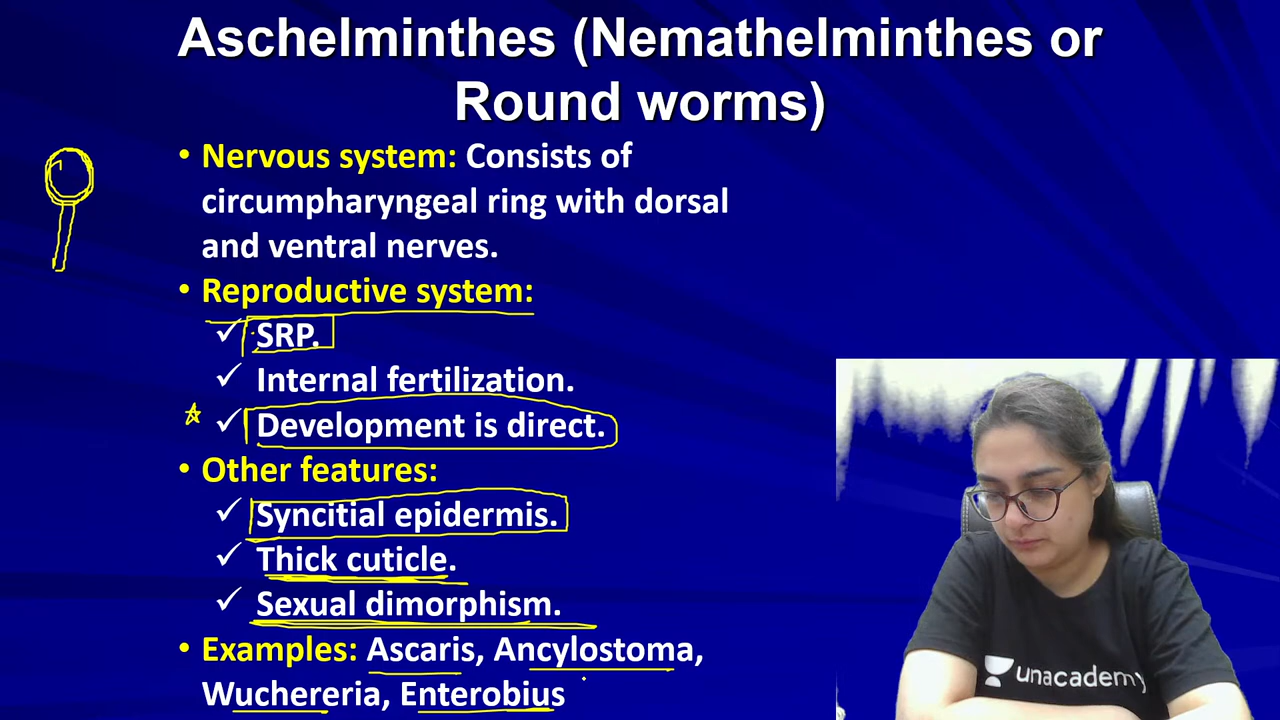 Aschelminthes (Nemathelminthes or
Round worms)
• Nervous system: Consists of
circumpharyngeal ring with dorsal
and ventral nerves.
• Reproductive system:
✓ SRP.
✓ Internal fertilization.
✓ Development is direct.
• Other features:
✓ Syncitial epidermis.
✓ Thick cuticle.
✓ Sexual dimorphism.
• Examples: Ascaris, Ancylostoma,
Wuchereria, Enterobius
unacademy